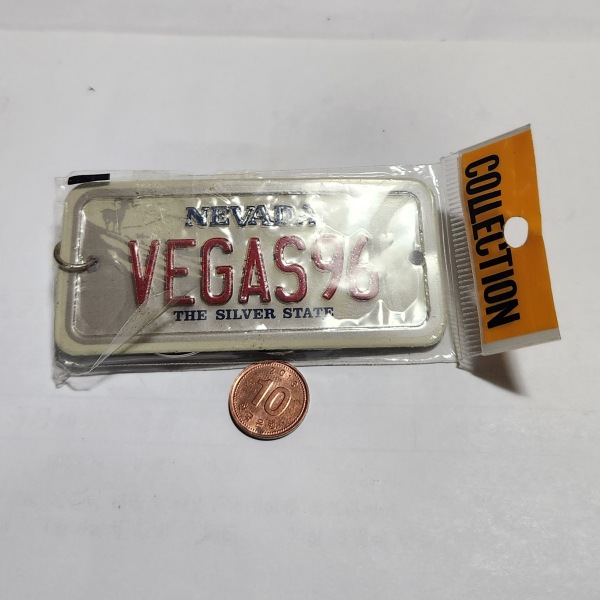 NEVADA
VEGAS96
THE SILVER STATE
COLLECTION
10